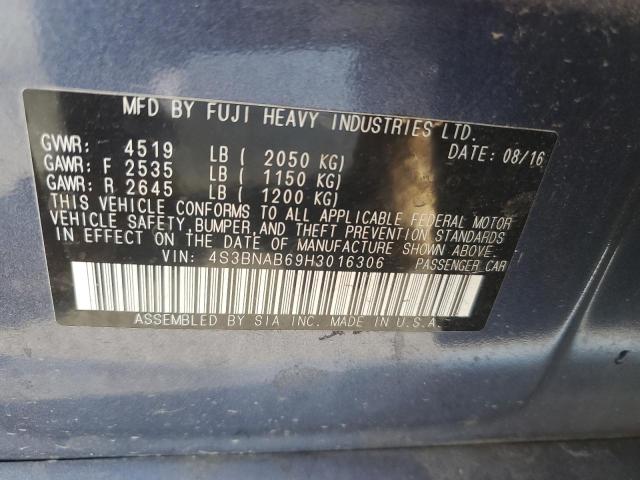 MFD BY FUJI HEAVY INDUSTRIES LTD.
GVWR: 4519 LB ( 2050 KG) DATE: 08/16
GAWR: F 2535 LB ( 1150 KG)
GAWR: R 2645 LB ( 1200 KG)
THIS VEHICLE CONFORMS TO ALL APPLICABLE FEDERAL MOTOR
VEHICLE SAFETY, BUMPER, AND THEFT PREVENTION STANDARDS
IN EFFECT ON THE DATE OF MANUFACTURE SHOWN ABOVE.
VIN: 4S3BNAB69H3016306 PASSENGER CAR
ASSEMBLED BY SIA INC. MADE IN U.S.A.